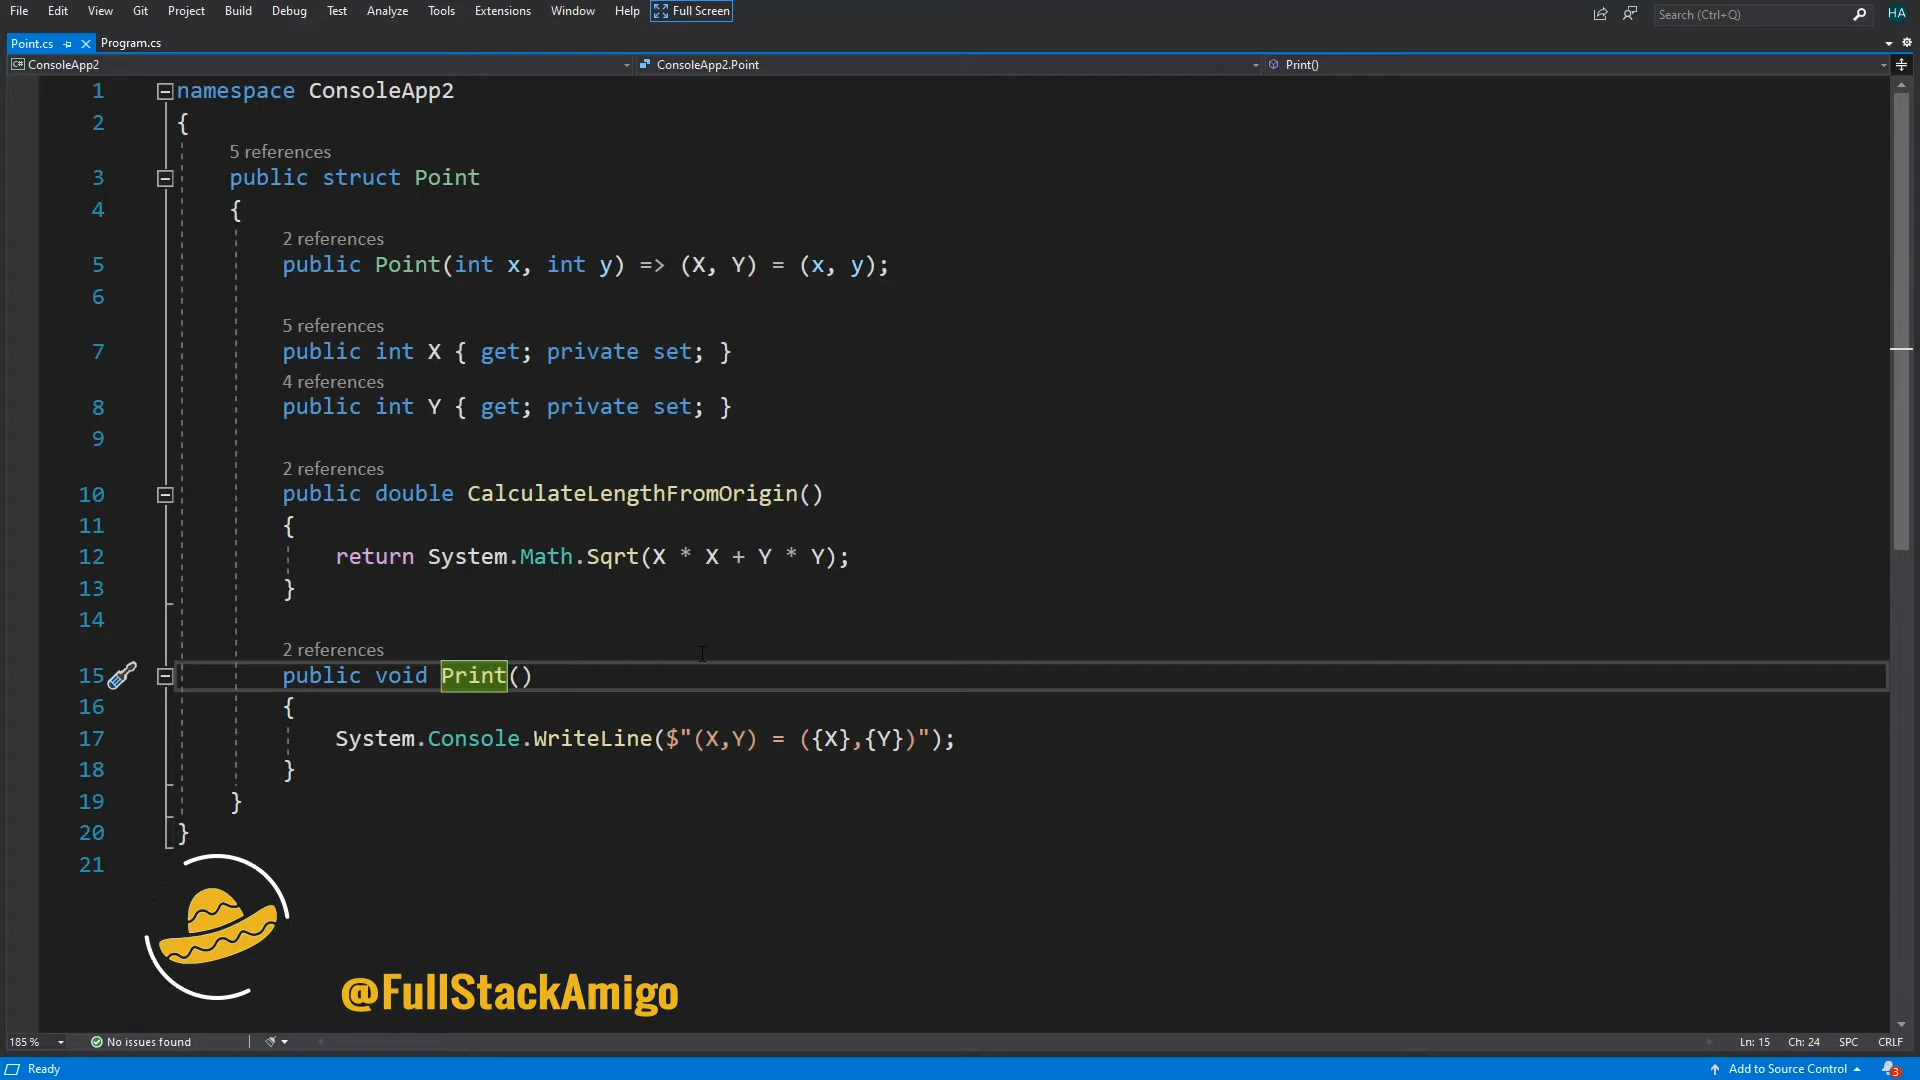 File Edit View Git Project Build Debug Test Analyze Tools Extensions Window Help Full Screen Search (Ctrl+Q) HA
Point.cs Program.cs
C# ConsoleApp2 ConsoleApp2.Point Print()
1 namespace ConsoleApp2
2 {
5 references
3 public struct Point
4 {
2 references
5 public Point(int x, int y) => (X, Y) = (x, y);
6
5 references
7 public int X { get; private set; }
4 references
8 public int Y { get; private set; }
9
2 references
10 public double CalculateLengthFromOrigin()
11 {
12 return System.Math.Sqrt(X * X + Y * Y);
13 }
14
2 references
15 public void Print()
16 {
17 System.Console.WriteLine($"(X,Y) = ({X},{Y})");
18 }
19 }
20 }
21
@FullStackAmigo
185 % No issues found Ln: 15 Ch: 24 SPC CRLF
Ready Add to Source Control 3